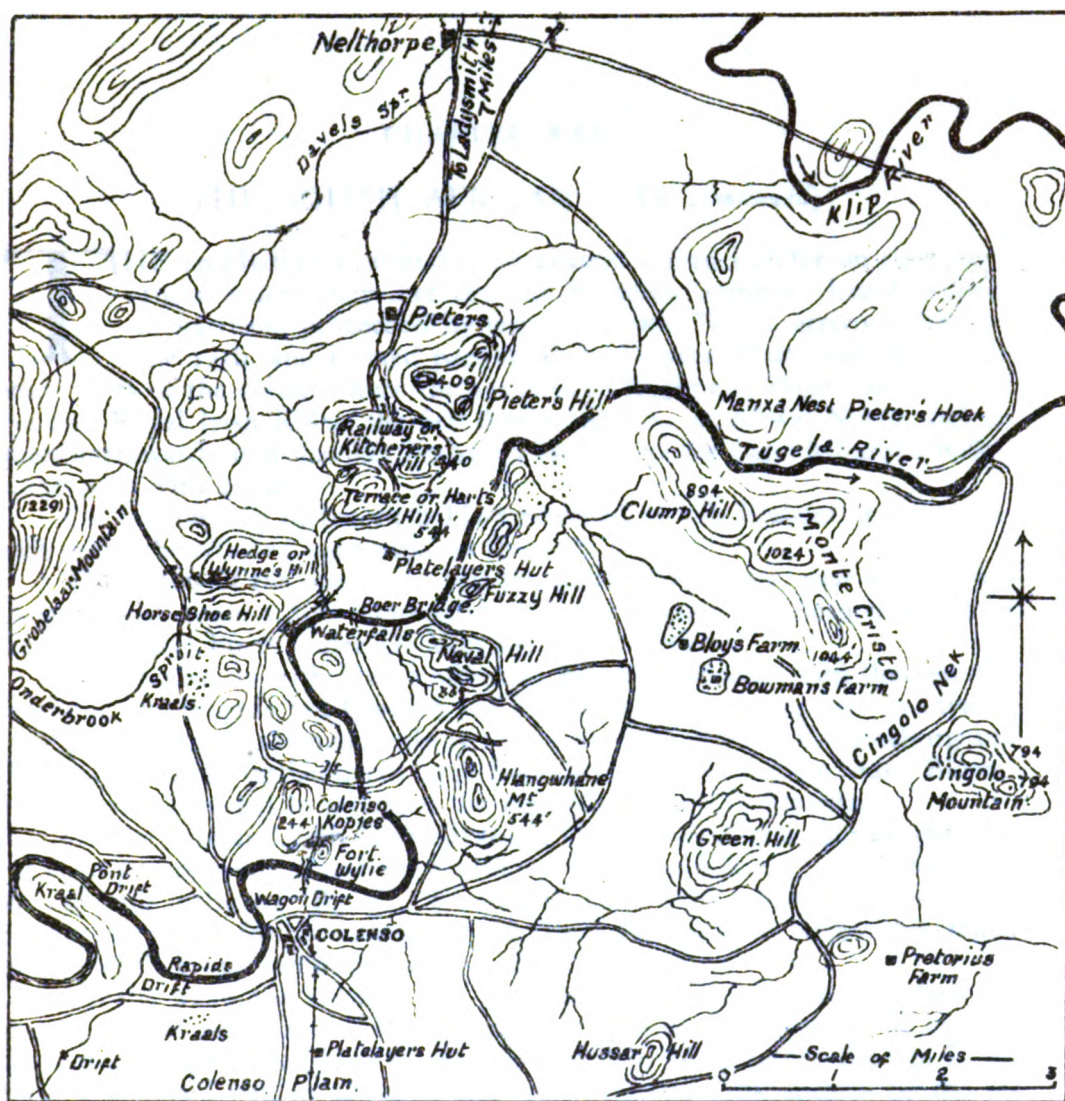 Nelthorpe
To Ladysmith
7 Miles
Davels Spr.
Klip River
Pieters
409'
Pieter's Hill
Manxa Nest
Pieter's Hoek
Railway or
Kitchener's
Hill
Tugela River
Terrace or Hart's
Hill
544'
894
Clump Hill
1229
Monte Cristo
1024
Hedge or
Wynne's Hill
Platelayers Hut
Fuzzy Hill
Grobelaar Mountain
Horse Shoe Hill
Boer Bridge
Waterfalls
Naval Hill
Bloy's Farm
1044'
Bowman's Farm
Onderbrook Spruit
Kraals
Cingolo Nek
794
Cingolo
794
Mountain
Hlangwhane
Mt
544'
Colenso
Kopjes
244
Green Hill
Fort
Wylie
Pont
Drift
Kraal
Wagon Drift
COLENSO
Rapids
Drift
Pretorius
Farm
Kraals
Drift
Platelayers Hut
Hussar Hill
Scale of Miles
Colenso Plain.
0 1 2 3